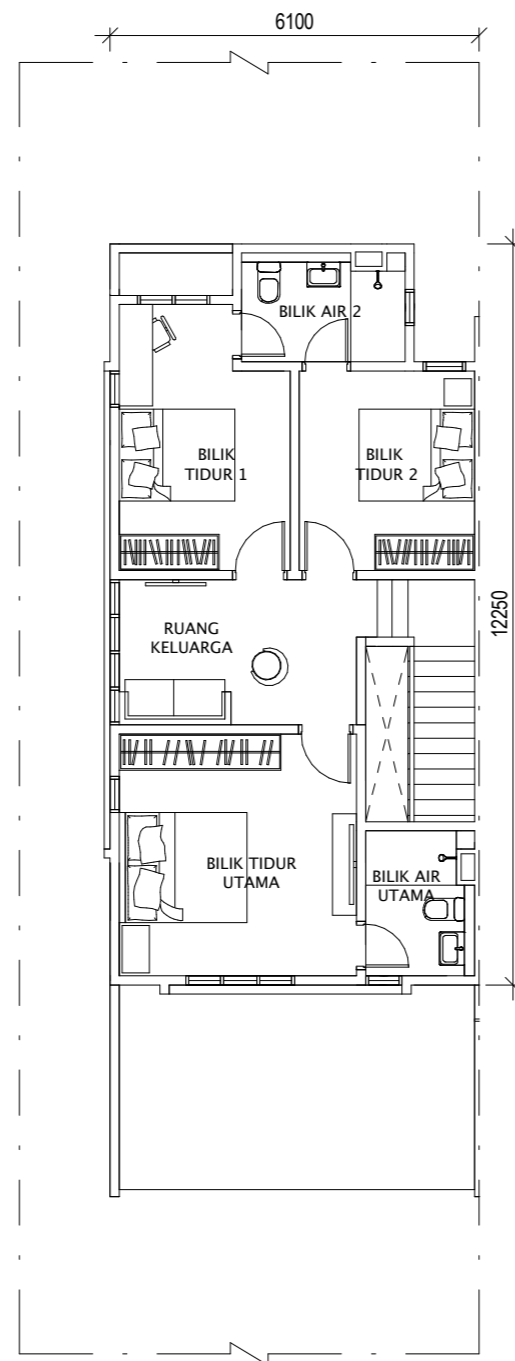 6100
BILIK AIR 2
BILIK
TIDUR 1
BILIK
TIDUR 2
12250
RUANG
KELUARGA
BILIK TIDUR
UTAMA
BILIK AIR
UTAMA